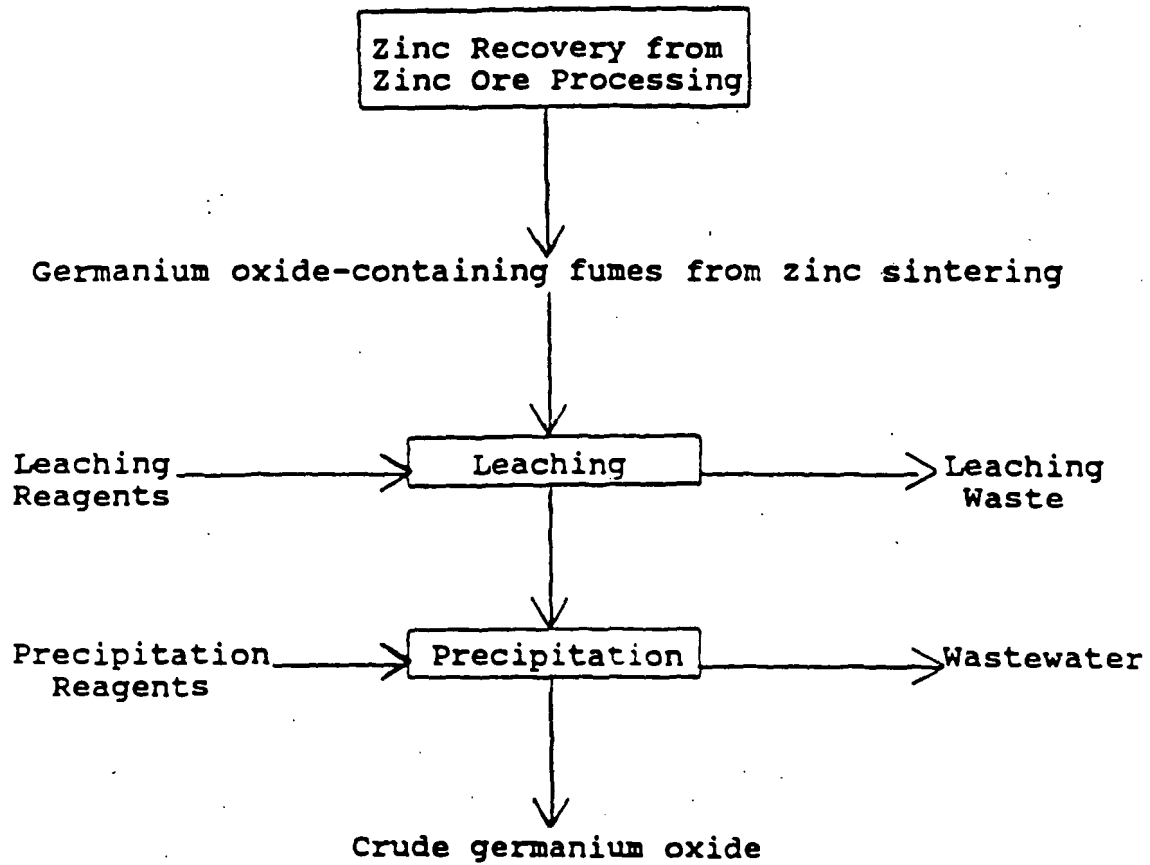 Zinc Recovery from
Zinc Ore Processing
Germanium oxide-containing fumes from zinc sintering
Leaching
Reagents
Leaching
Leaching
Waste
Precipitation
Reagents
Precipitation
Wastewater
Crude germanium oxide